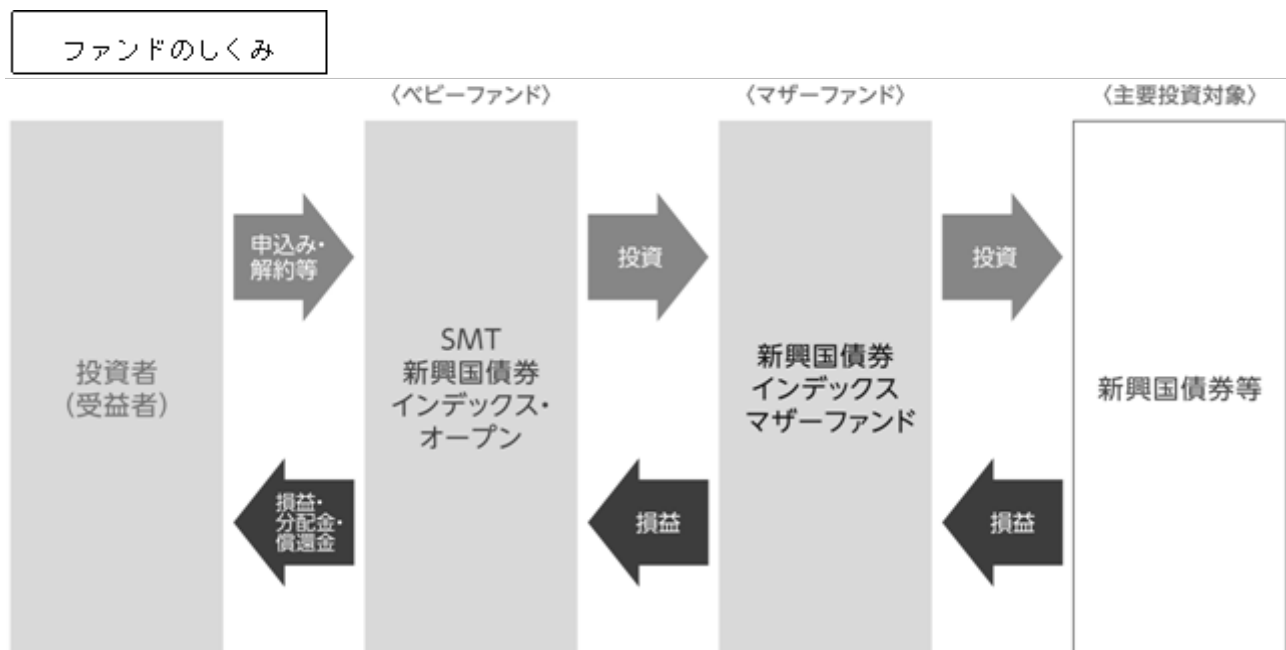 ファンドのしくみ
〈ベビーファンド〉
〈マザーファンド〉
〈主要投資対象〉
投資者
(受益者)
申込み・
解約等
損益・
分配金・
償還金
SMT
新興国債券
インデックス・
オープン
投資
損益
新興国債券
インデックス
マザーファンド
投資
損益
新興国債券等